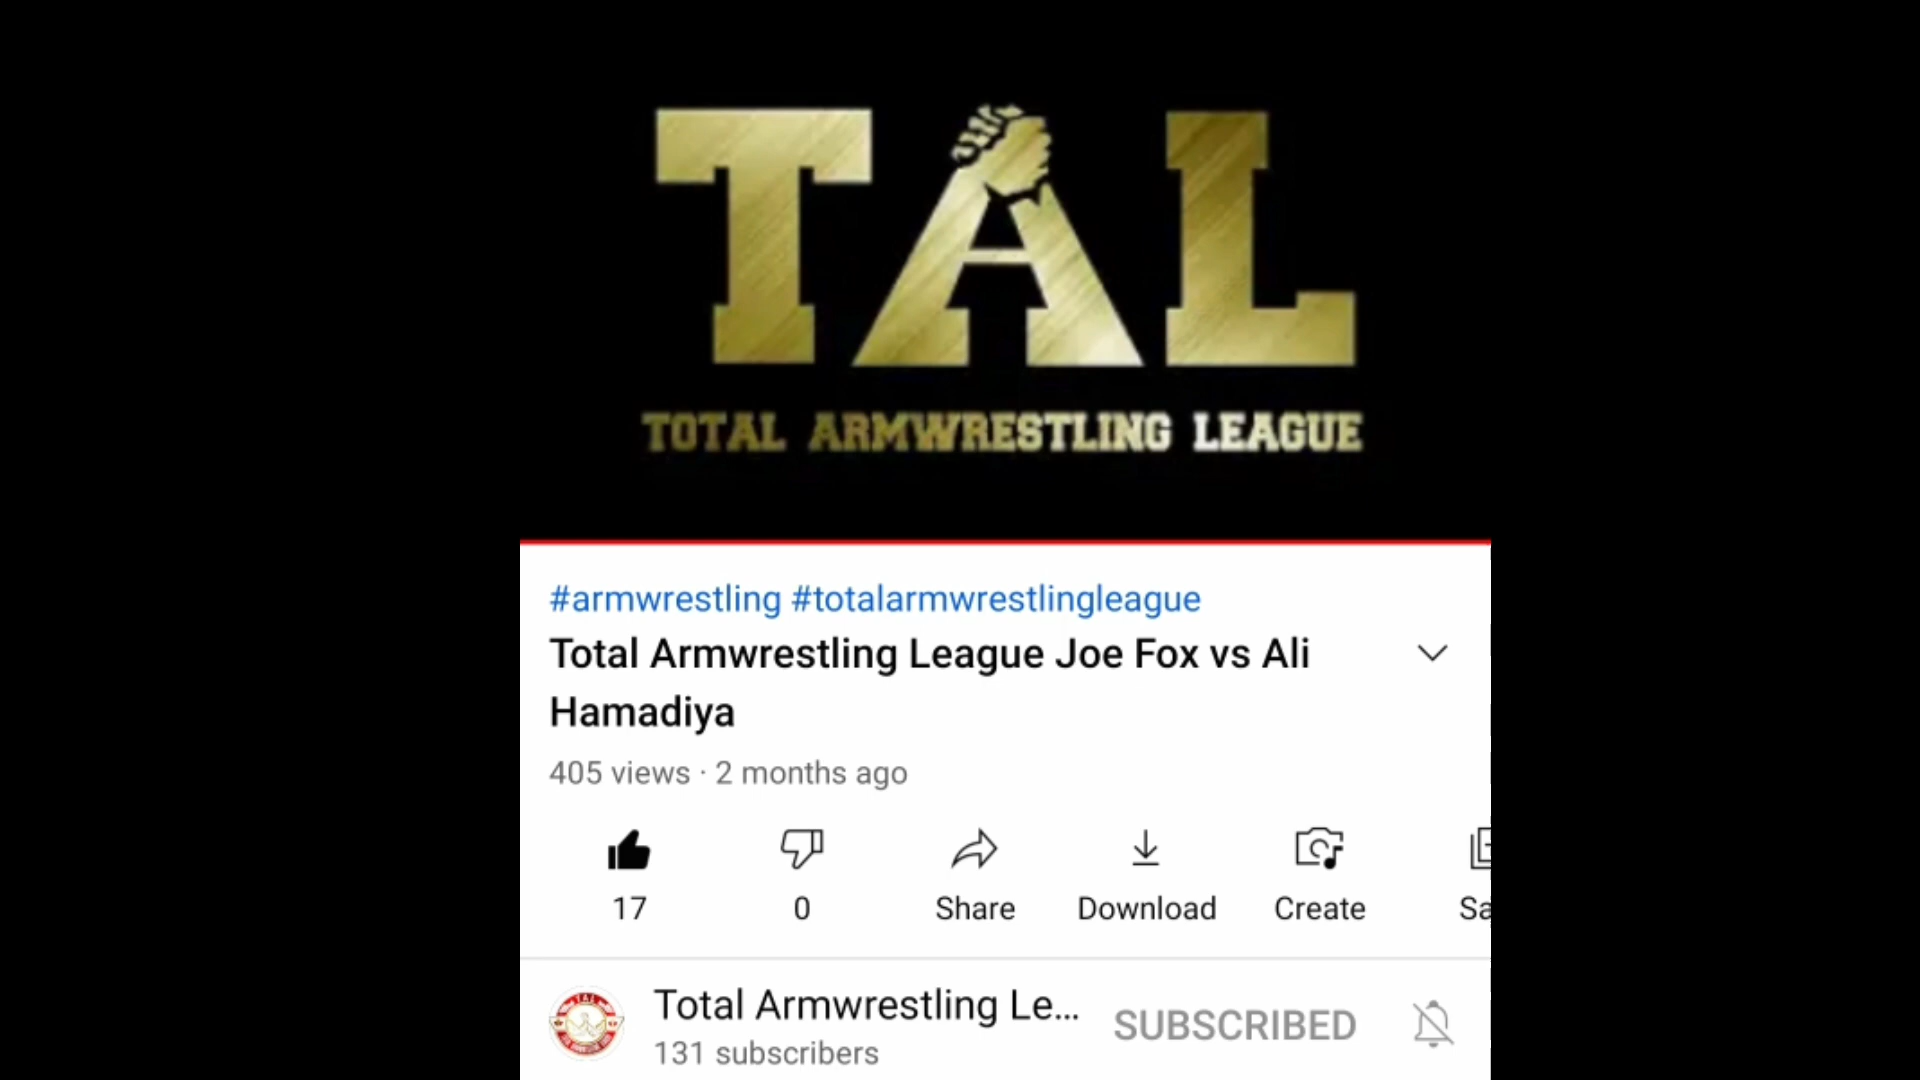 TAL
TOTAL ARMWRESTLING LEAGUE
#armwrestling #totalarmwrestlingleague
Total Armwrestling League Joe Fox vs Ali
Hamadiya
405 views · 2 months ago
17 0 Share Download Create Sa
Total Armwrestling Le... SUBSCRIBED
131 subscribers